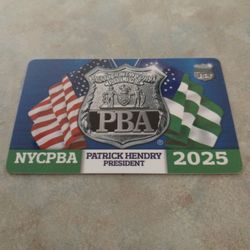 PBA
®
NYCPBA
PATRICK HENDRY
PRESIDENT
2025